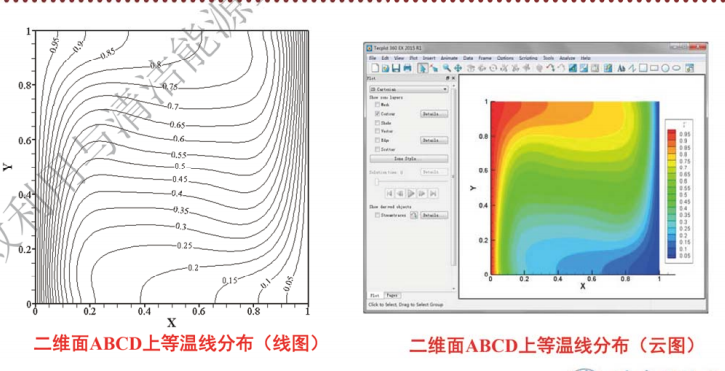 1
0.8
0.6
0.4
0.2
0
Y
0
0.2
0.4
0.6
0.8
1
X
0.95
0.9
0.85
0.8
0.75
0.7
0.65
0.6
0.55
0.5
0.45
0.4
0.35
0.3
0.25
0.2
0.15
0.1
0.05
利用与清洁能源
二维面ABCD上等温线分布（线图）
Tecplot 360 EX 2015 R1
File Edit View Plot Insert Animate Data Frame Options Scripting Tools Analyze Help
Plot
2D Cartesian
Show zone layers
Mesh
Contour Details...
Shade
Vector
Edge Details...
Scatter
Zone Style...
Details...
Show derived objects
Streamtraces Details...
Plot Pages
Click to Select, Drag to Select Group
1
0.8
0.6
0.4
0.2
0
Y
0
0.2
0.4
0.6
0.8
1
X
T
0.95
0.9
0.85
0.8
0.75
0.7
0.65
0.6
0.55
0.5
0.45
0.4
0.35
0.3
0.25
0.2
0.15
0.1
0.05
二维面ABCD上等温线分布（云图）